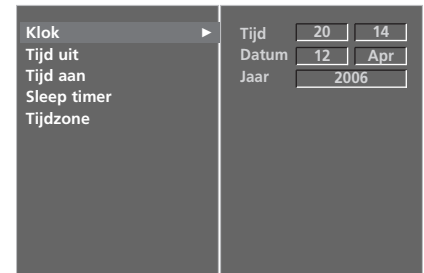 Klok ►
Tijd uit
Tijd aan
Sleep timer
Tijdzone
Tijd 20 14
Datum 12 Apr
Jaar 2006